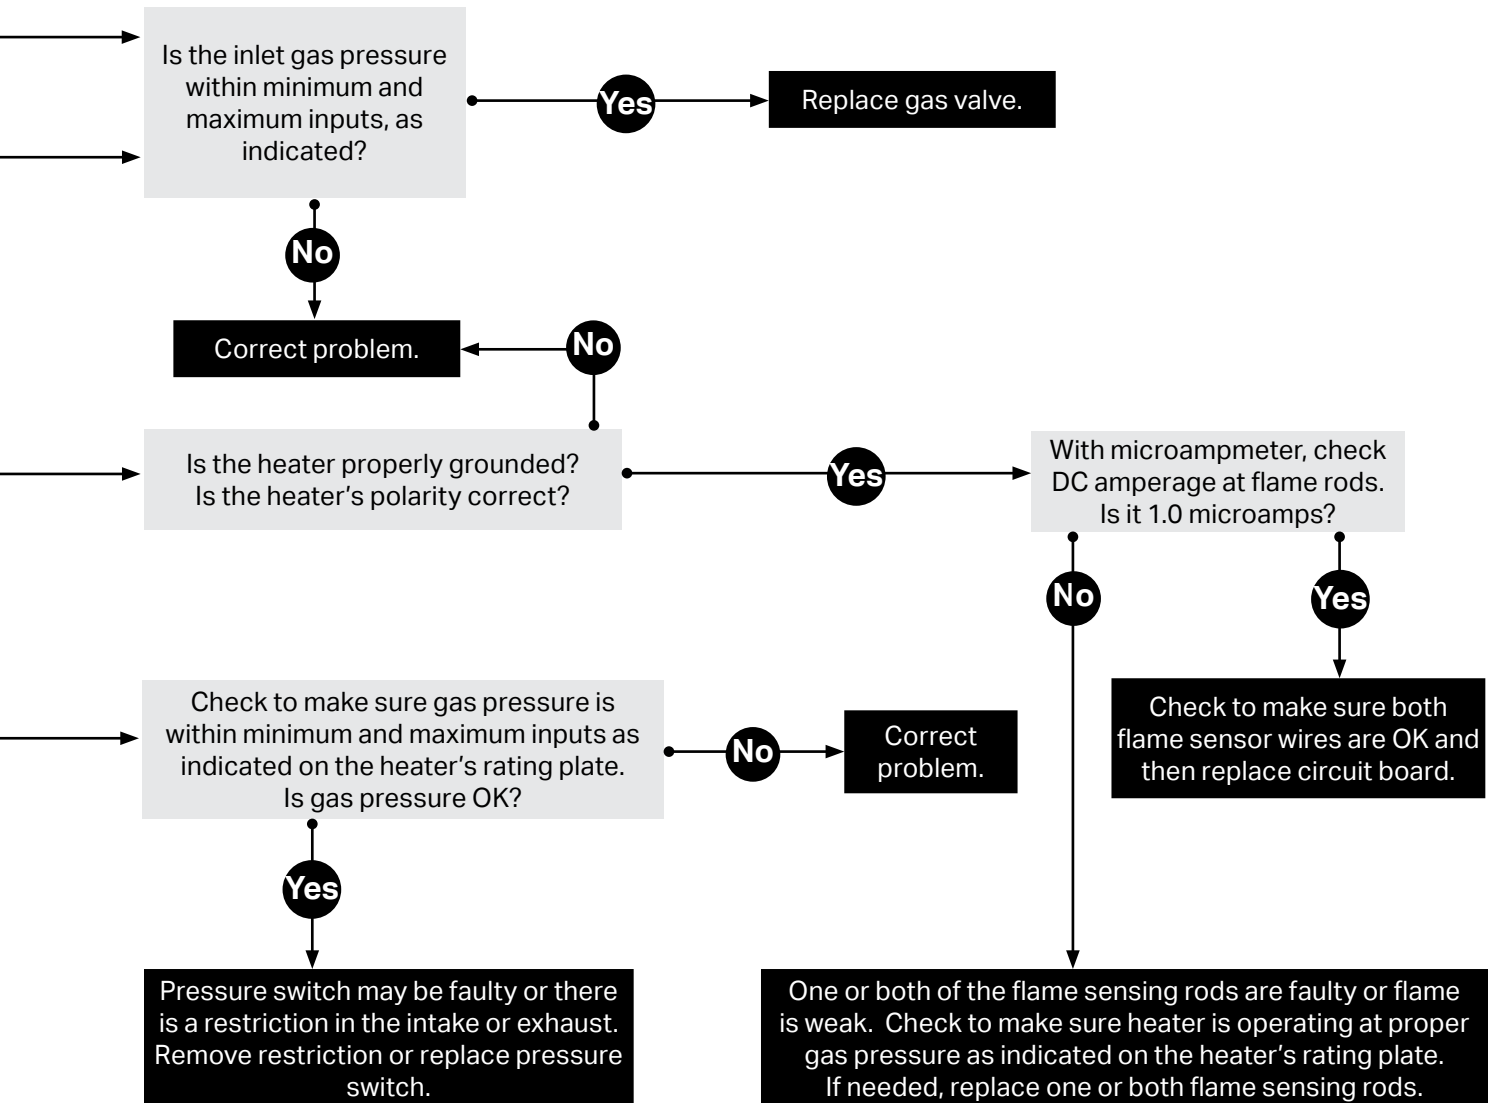 Is the inlet gas pressure
within minimum and
maximum inputs, as
indicated?
Yes
Replace gas valve.
No
Correct problem.
No
Is the heater properly grounded?
Is the heater's polarity correct?
Yes
With microampmeter, check
DC amperage at flame rods.
Is it 1.0 microamps?
No
Yes
Check to make sure both
flame sensor wires are OK and
then replace circuit board.
Check to make sure gas pressure is
within minimum and maximum inputs as
indicated on the heater's rating plate.
Is gas pressure OK?
No
Correct
problem.
Yes
Pressure switch may be faulty or there
is a restriction in the intake or exhaust.
Remove restriction or replace pressure
switch.
One or both of the flame sensing rods are faulty or flame
is weak.  Check to make sure heater is operating at proper
gas pressure as indicated on the heater's rating plate.
If needed, replace one or both flame sensing rods.